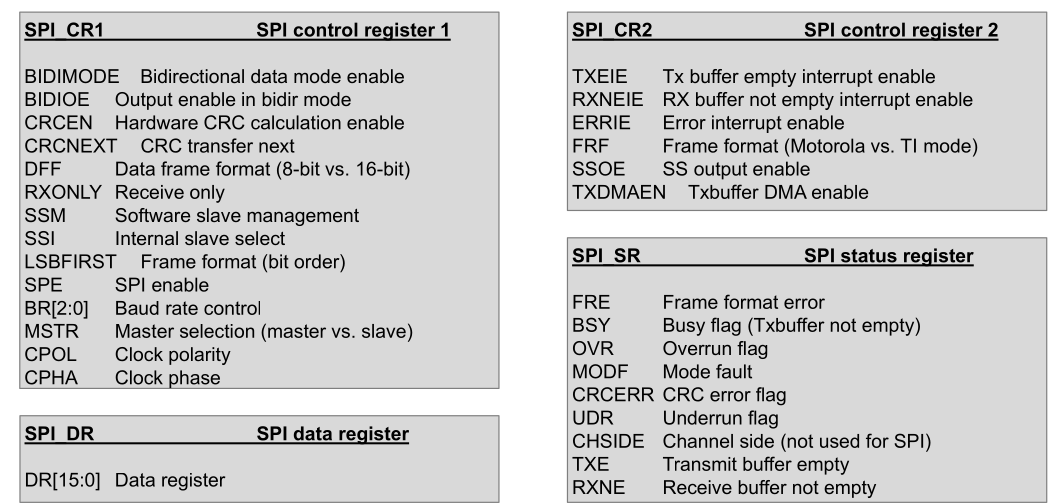 SPI_CR1 SPI control register 1
BIDIMODE Bidirectional data mode enable
BIDIOE Output enable in bidir mode
CRCEN Hardware CRC calculation enable
CRCNEXT CRC transfer next
DFF Data frame format (8-bit vs. 16-bit)
RXONLY Receive only
SSM Software slave management
SSI Internal slave select
LSBFIRST Frame format (bit order)
SPE SPI enable
BR[2:0] Baud rate control
MSTR Master selection (master vs. slave)
CPOL Clock polarity
CPHA Clock phase
SPI_DR SPI data register
DR[15:0] Data register
SPI_CR2 SPI control register 2
TXEIE Tx buffer empty interrupt enable
RXNEIE RX buffer not empty interrupt enable
ERRIE Error interrupt enable
FRF Frame format (Motorola vs. TI mode)
SSOE SS output enable
TXDMAEN Txbuffer DMA enable
SPI_SR SPI status register
FRE Frame format error
BSY Busy flag (Txbuffer not empty)
OVR Overrun flag
MODF Mode fault
CRCERR CRC error flag
UDR Underrun flag
CHSIDE Channel side (not used for SPI)
TXE Transmit buffer empty
RXNE Receive buffer not empty